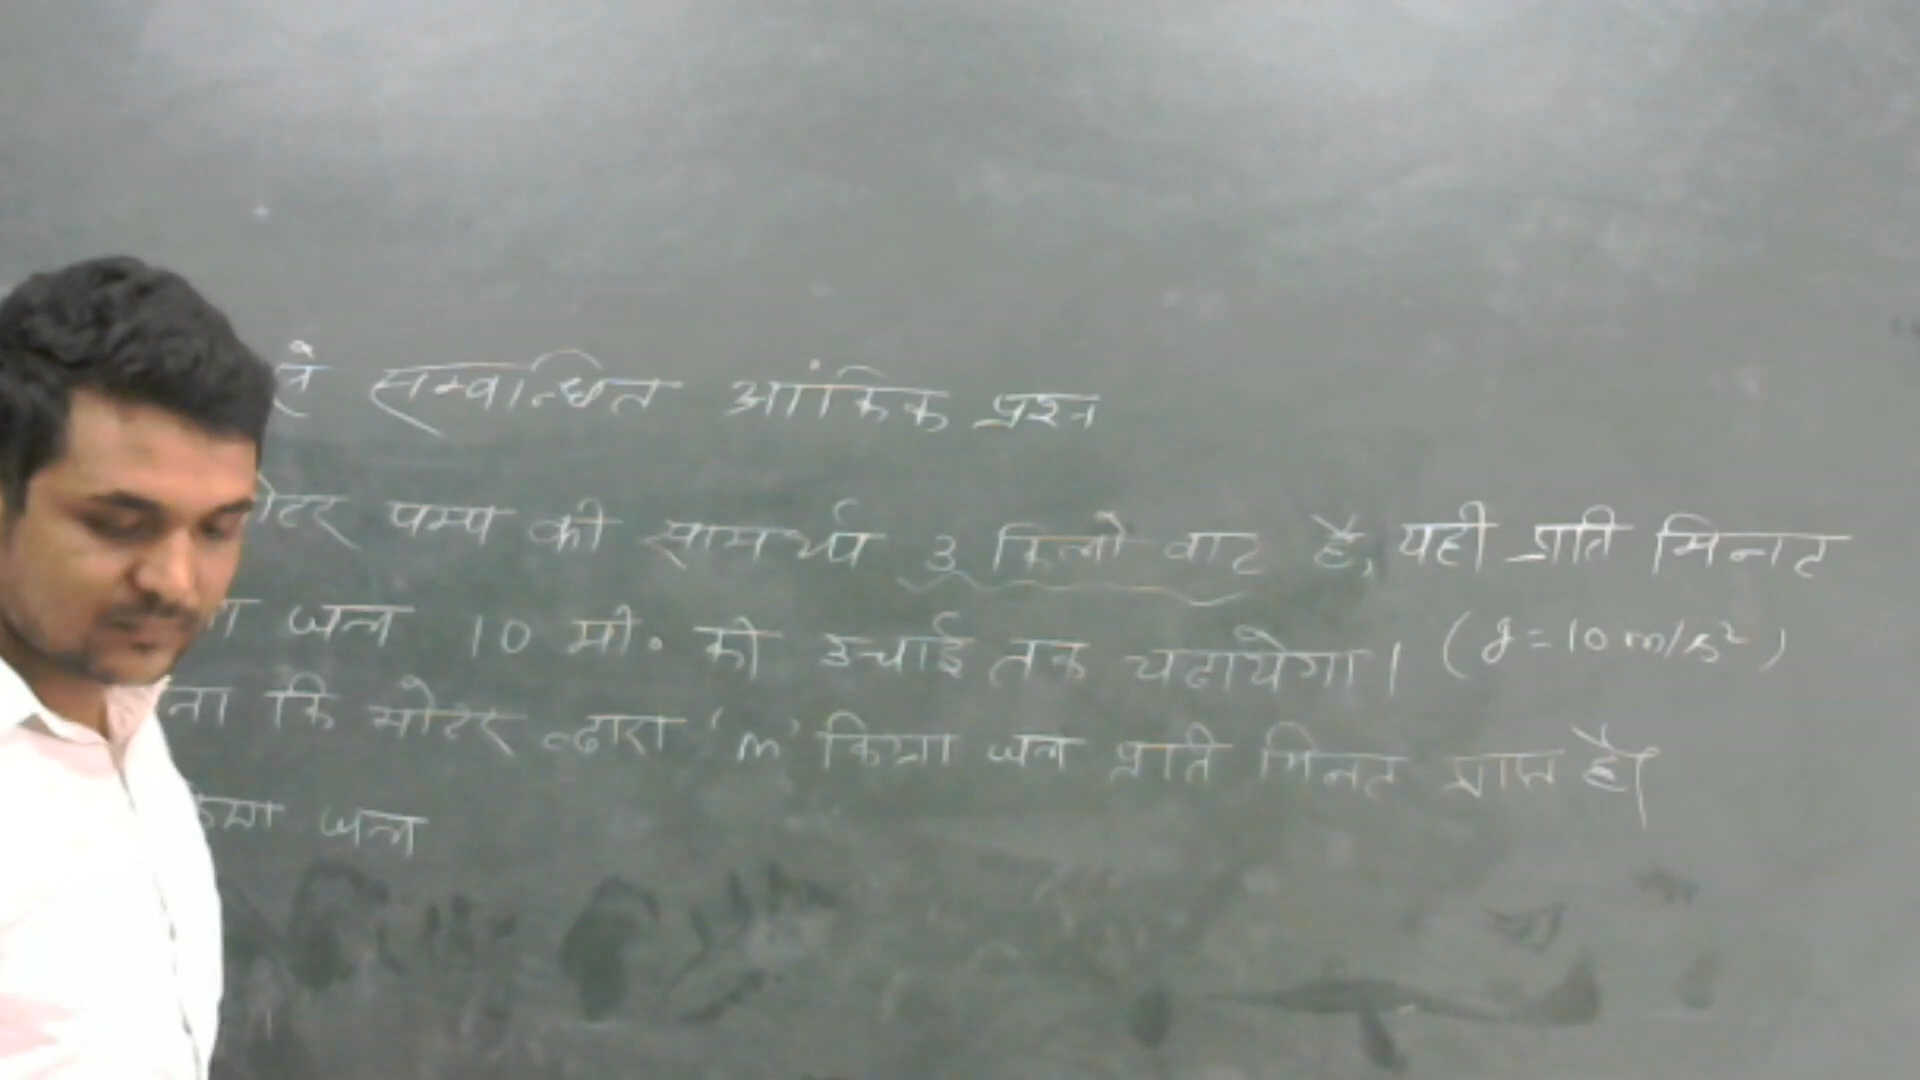 से सम्बन्धित आंकिक प्रश्न
मोटर पम्प की सामर्थ्य 3 किलो वाट है, यही प्रति मिनट
जल 10 मी॰ की उचाई तक चढायेगा। (g = 10 m/s²)
कि मोटर द्वारा 'm' किग्रा जल प्रति मिनट प्राप्त है।
किग्रा जल